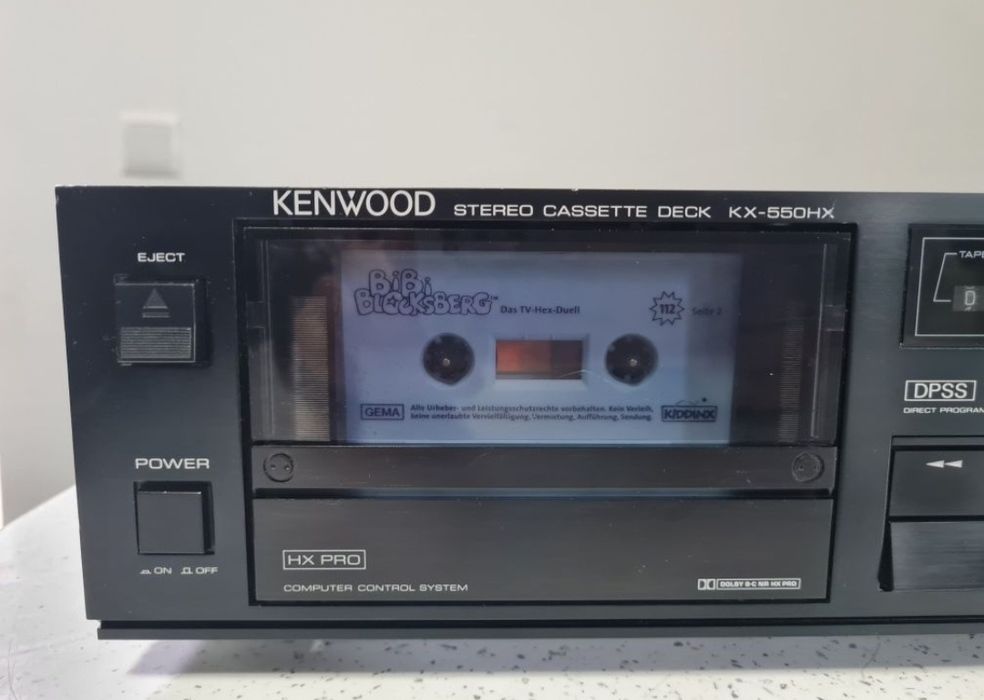 KENWOOD STEREO CASSETTE DECK KX-550HX
EJECT
BiBi
BLOCKSBERG™ Das TV-Hex-Duell
112 Seite 2
GEMA
Alle Urheber- und Leistungsschutzrechte vorbehalten. Kein Verleih,
keine unerlaubte Vervielfältigung, Vermietung, Aufführung, Sendung.
KIDDINX
POWER
ON OFF
HX PRO
COMPUTER CONTROL SYSTEM
DOLBY B·C NR HX PRO
TAPE
DPSS
DIRECT PROGRAM